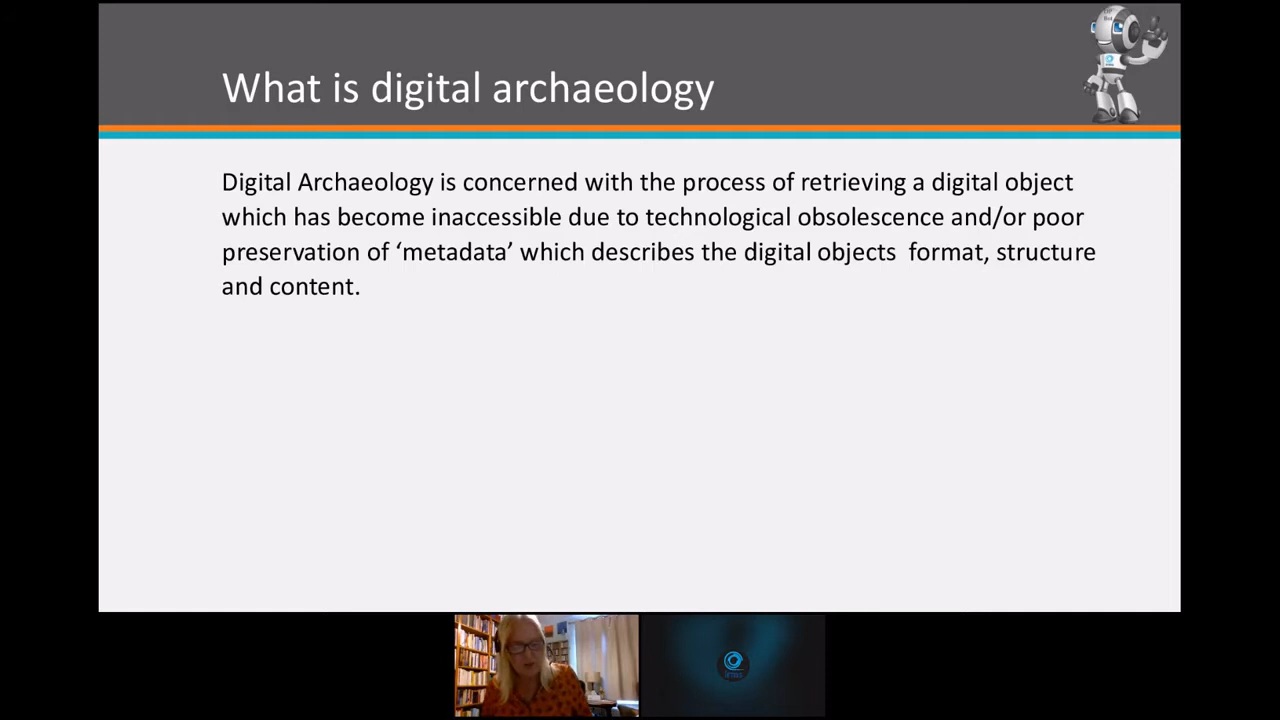 What is digital archaeology
Digital Archaeology is concerned with the process of retrieving a digital object
which has become inaccessible due to technological obsolescence and/or poor
preservation of ‘metadata’ which describes the digital objects  format, structure
and content.